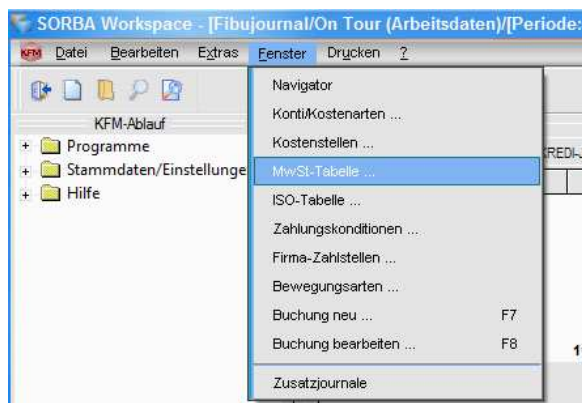 SORBA Workspace - [Fibujournal/On Tour (Arbeitsdaten)/[Periode:
KFM Datei Bearbeiten Extras Fenster Drucken ?
KFM-Ablauf
+ Programme
+ Stammdaten/Einstellunge
+ Hilfe
Navigator
Konti/Kostenarten ...
Kostenstellen ...
MwSt-Tabelle ...
ISO-Tabelle ...
Zahlungskonditionen ...
Firma-Zahlstellen ...
Bewegungsarten ...
Buchung neu ... F7
Buchung bearbeiten ... F8
Zusatzjournale